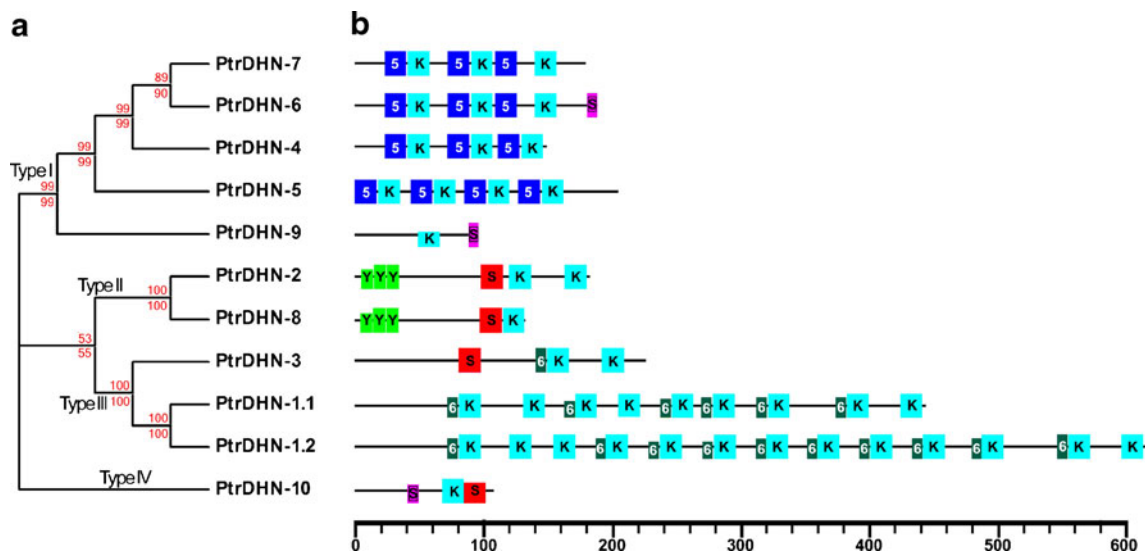 a b
PtrDHN-7 5 K 5 K 5 K
89
90
PtrDHN-6 5 K 5 K 5 K S
99
99
PtrDHN-4 5 K 5 K 5 K
99
99
Type I
PtrDHN-5 5 K 5 K 5 K 5 K
99
99
PtrDHN-9 K S
PtrDHN-2 Y Y Y S K K
Type II
100
100
PtrDHN-8 Y Y Y S K
53
55
PtrDHN-3 S 6 K K
100
100
Type III
PtrDHN-1.1 6 K K 6 K K 6 K 6 K 6 K 6 K K
100
100
PtrDHN-1.2 6 K K K 6 K 6 K 6 K 6 K 6 K 6 K 6 K 6 K 6 K K
Type IV
PtrDHN-10 S K S
0 100 200 300 400 500 600